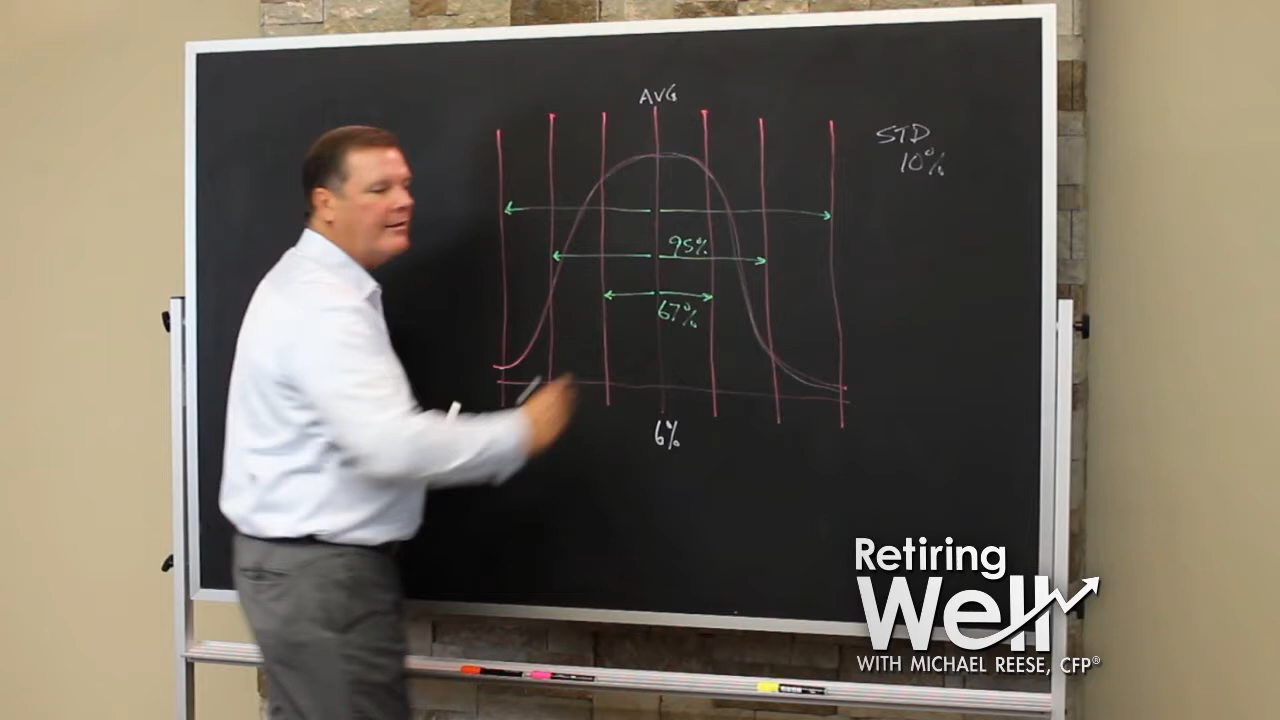 AVG
STD
10%
95%
67%
6%
Retiring
Well
WITH MICHAEL REESE, CFP®